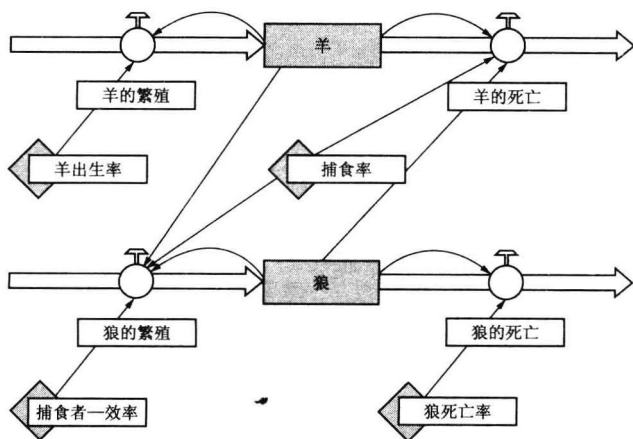 羊
羊的繁殖
羊的死亡
羊出生率
捕食率
狼
狼的繁殖
狼的死亡
捕食者—效率
狼死亡率